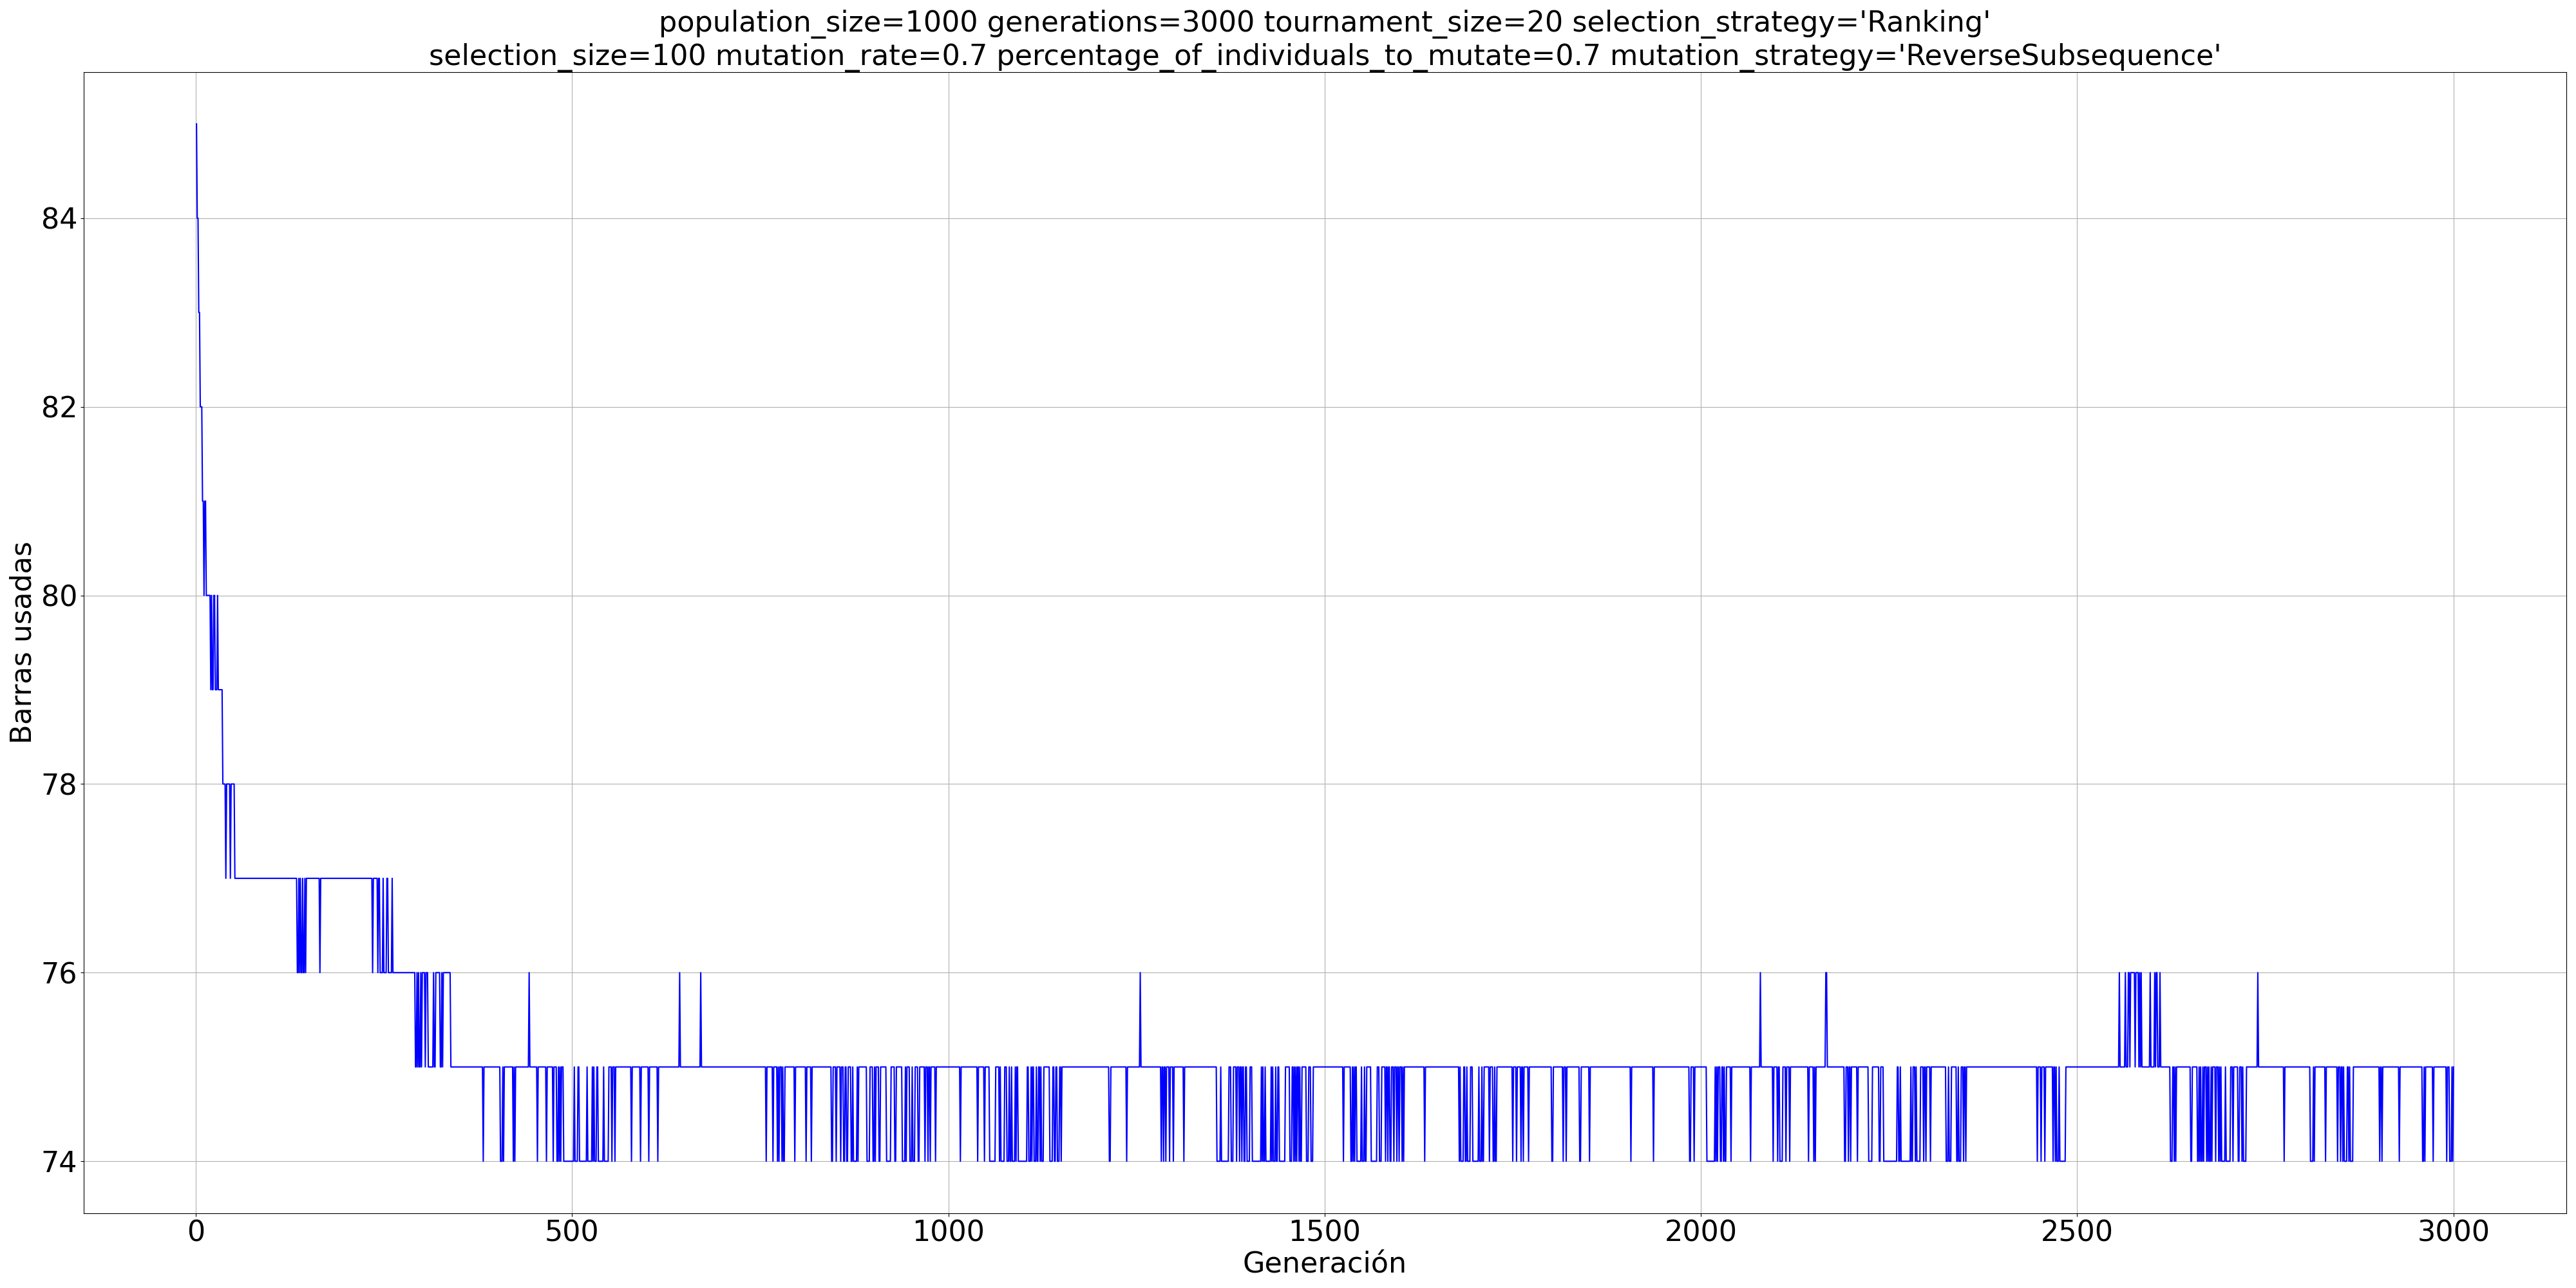 population_size=1000 generations=3000 tournament_size=20 selection_strategy='Ranking'
selection_size=100 mutation_rate=0.7 percentage_of_individuals_to_mutate=0.7 mutation_strategy='ReverseSubsequence'
84
82
80
78
76
74
Barras usadas
0 500 1000 1500 2000 2500 3000
Generación